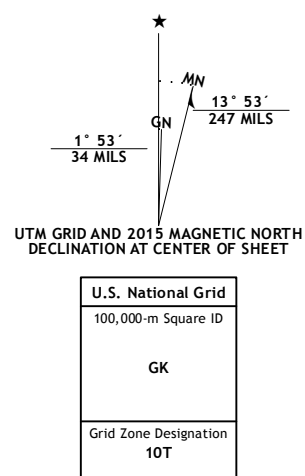 ★
MN
GN
13° 53´
247 MILS
1° 53´
34 MILS
UTM GRID AND 2015 MAGNETIC NORTH
DECLINATION AT CENTER OF SHEET
U.S. National Grid
100,000-m Square ID
GK
Grid Zone Designation
10T